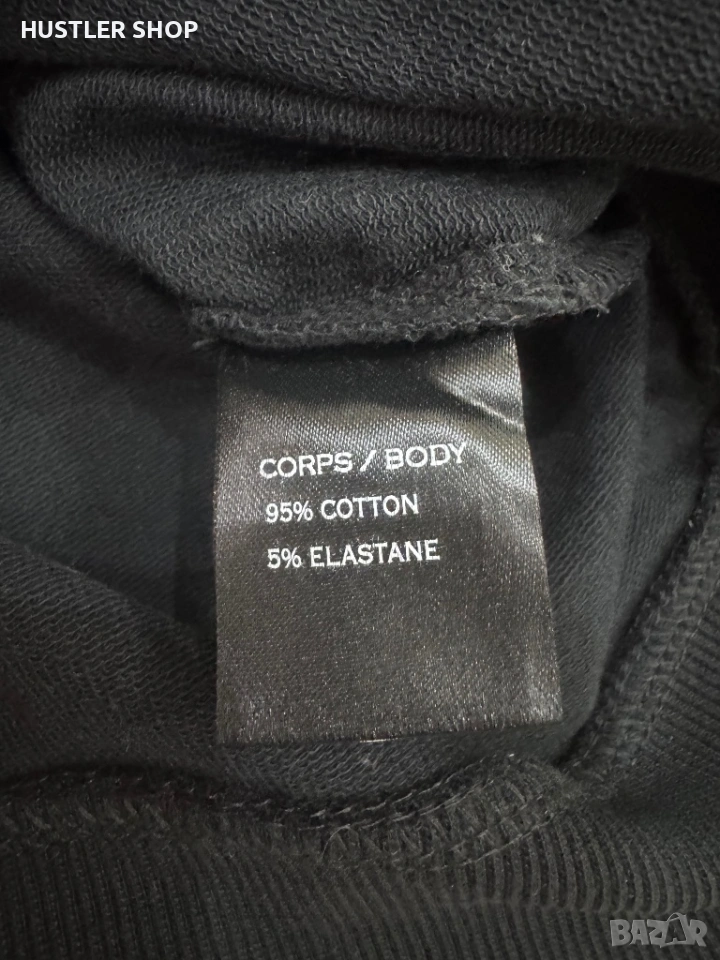 HUSTLER SHOP
CORPS / BODY
95% COTTON
5% ELASTANE
BAZAR